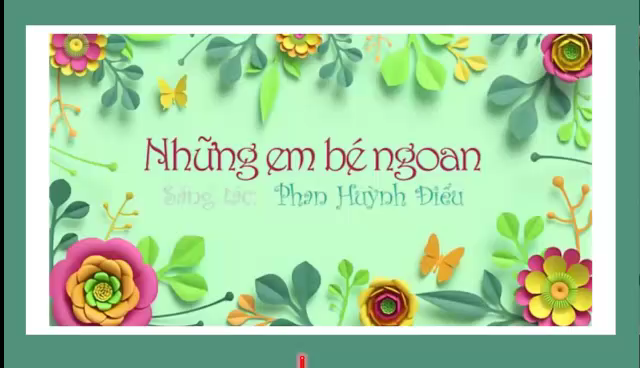 Những em bé ngoan
Sáng tác: Phan Huỳnh Điểu